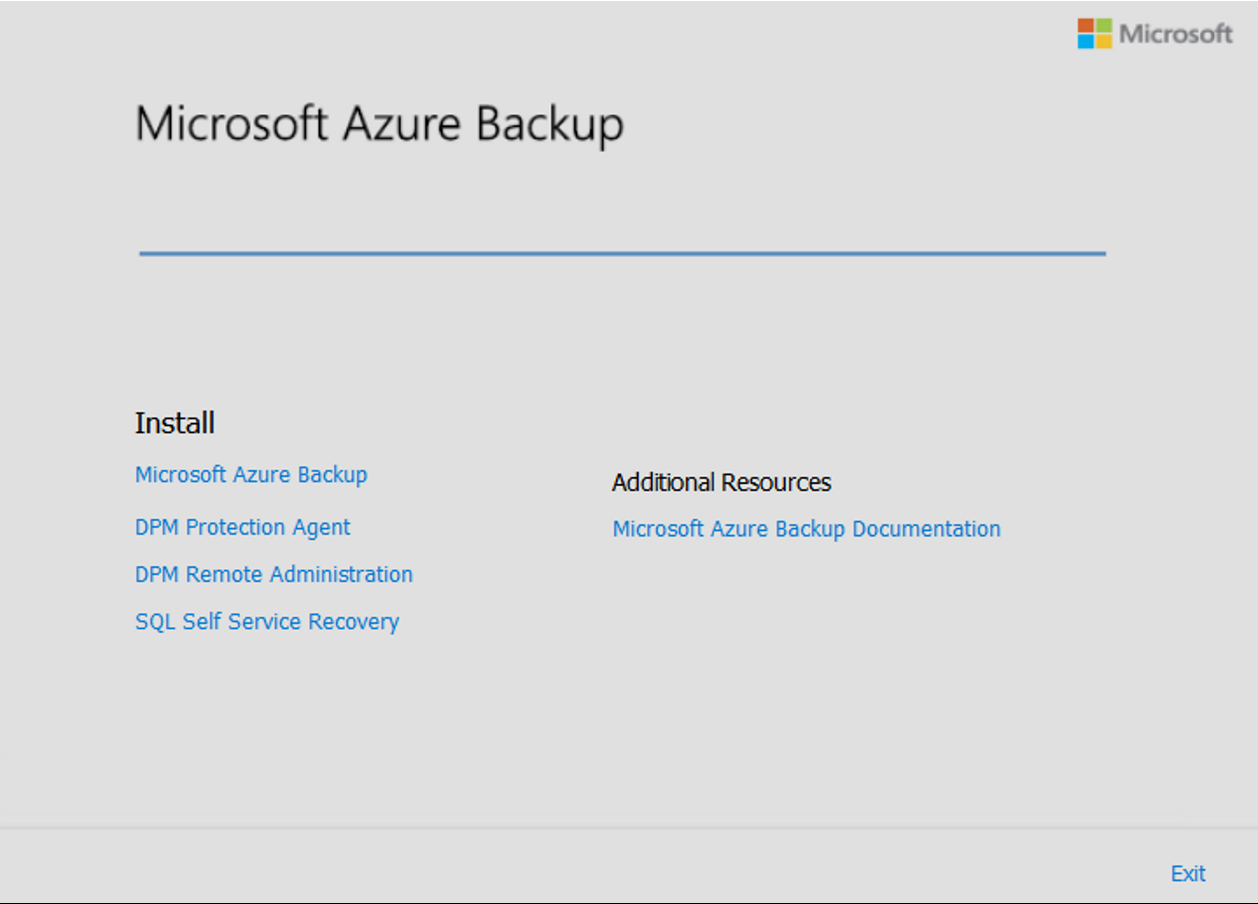 Microsoft
Microsoft Azure Backup
Install
Microsoft Azure Backup
DPM Protection Agent
DPM Remote Administration
SQL Self Service Recovery
Additional Resources
Microsoft Azure Backup Documentation
Exit